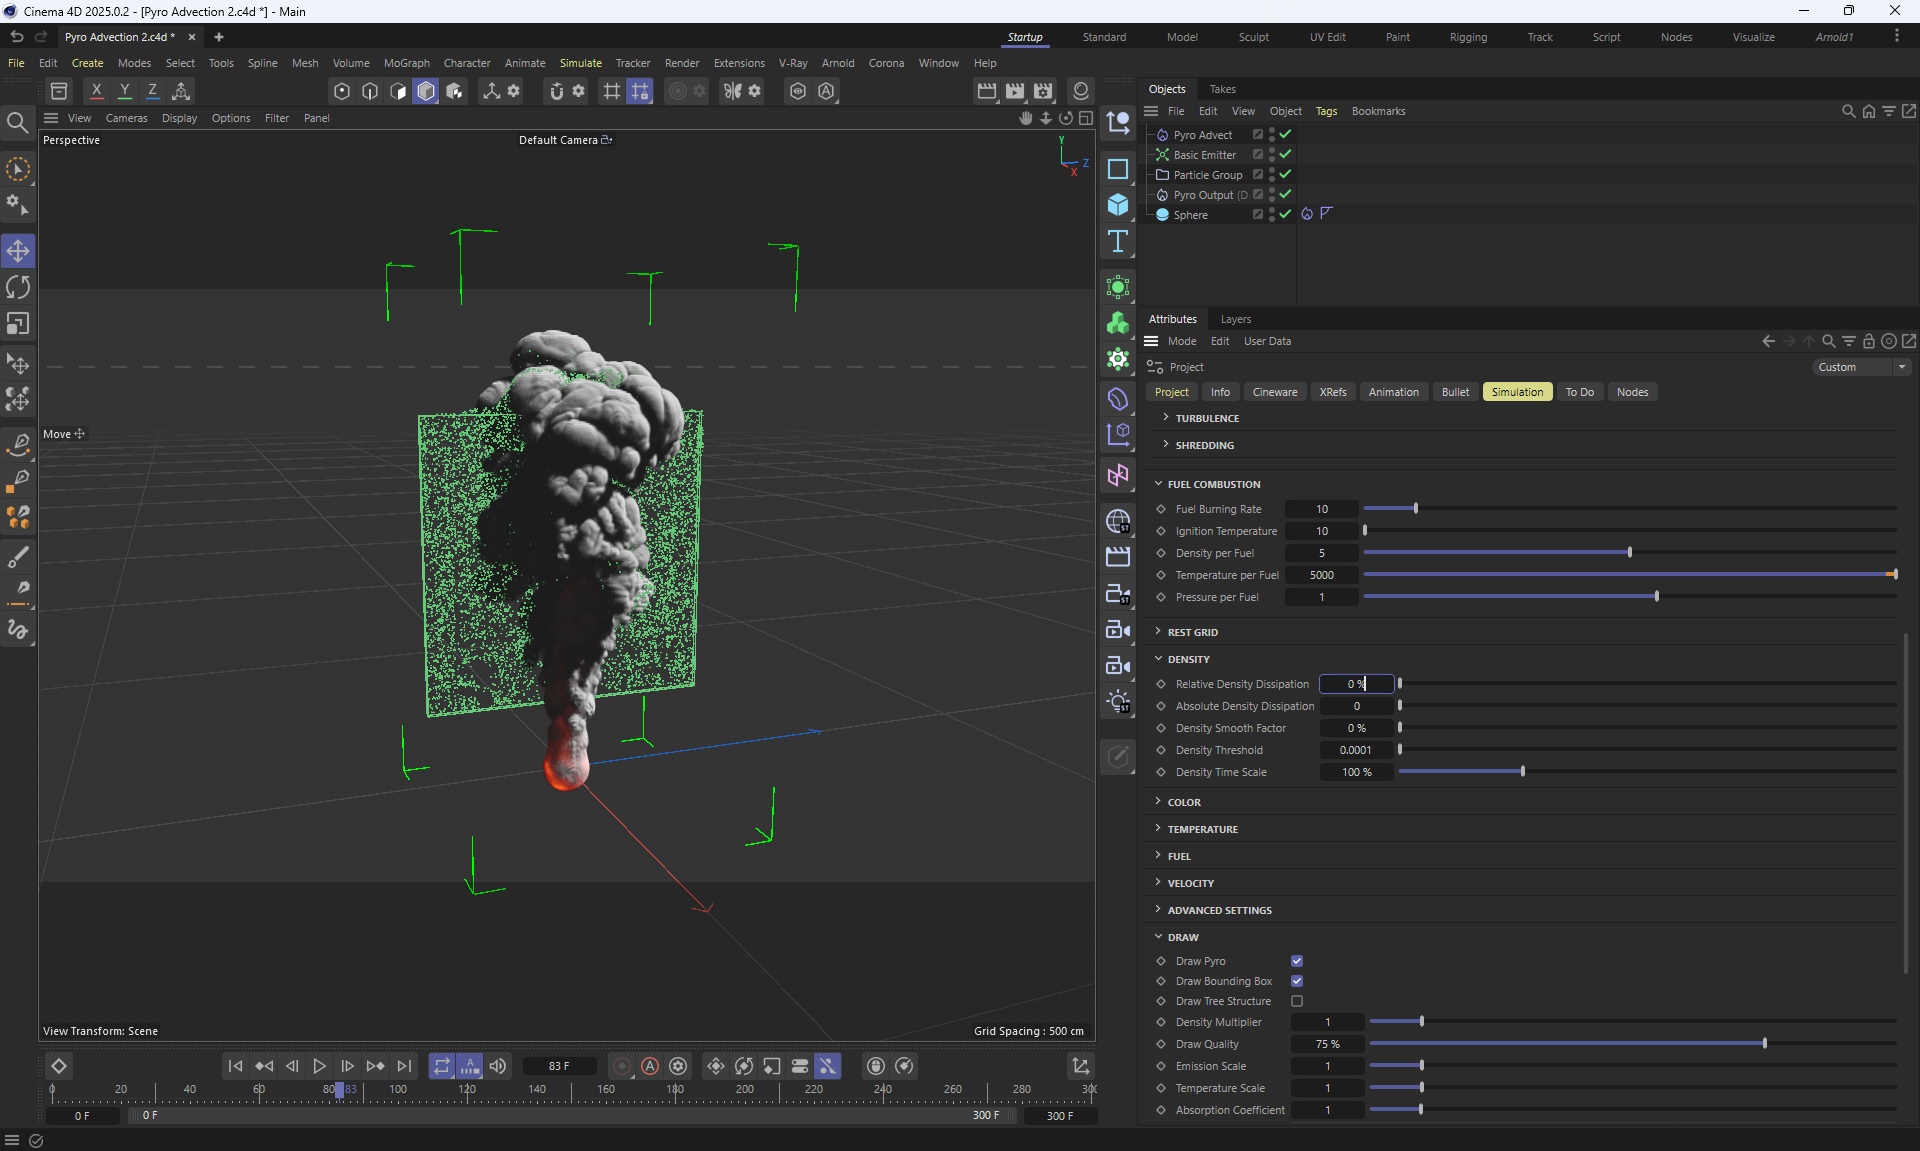 Cinema 4D 2025.0.2 - [Pyro Advection 2.c4d *] - Main
Pyro Advection 2.c4d *
Startup Standard Model Sculpt UV Edit Paint Rigging Track Script Nodes Visualize Arnold1
File Edit Create Modes Select Tools Spline Mesh Volume MoGraph Character Animate Simulate Tracker Render Extensions V-Ray Arnold Corona Window Help
X Y Z
Objects Takes
View Cameras Display Options Filter Panel
File Edit View Object Tags Bookmarks
Perspective
Default Camera
Y
Z
X
Pyro Advect
Basic Emitter
Particle Group
Pyro Output (D
Sphere
Attributes Layers
Mode Edit User Data
Project
Custom
Project Info Cineware XRefs Animation Bullet Simulation To Do Nodes
TURBULENCE
Move
SHREDDING
FUEL COMBUSTION
Fuel Burning Rate 10
Ignition Temperature 10
Density per Fuel 5
Temperature per Fuel 5000
Pressure per Fuel 1
REST GRID
DENSITY
Relative Density Dissipation 0 %
Absolute Density Dissipation 0
Density Smooth Factor 0 %
Density Threshold 0.0001
Density Time Scale 100 %
COLOR
TEMPERATURE
FUEL
VELOCITY
ADVANCED SETTINGS
DRAW
Draw Pyro
Draw Bounding Box
Draw Tree Structure
Density Multiplier 1
Draw Quality 75 %
Emission Scale 1
Temperature Scale 1
Absorption Coefficient 1
View Transform: Scene
Grid Spacing : 500 cm
83 F
0 20 40 60 80 83 100 120 140 160 180 200 220 240 260 280 30
0 F 0 F 300 F 300 F